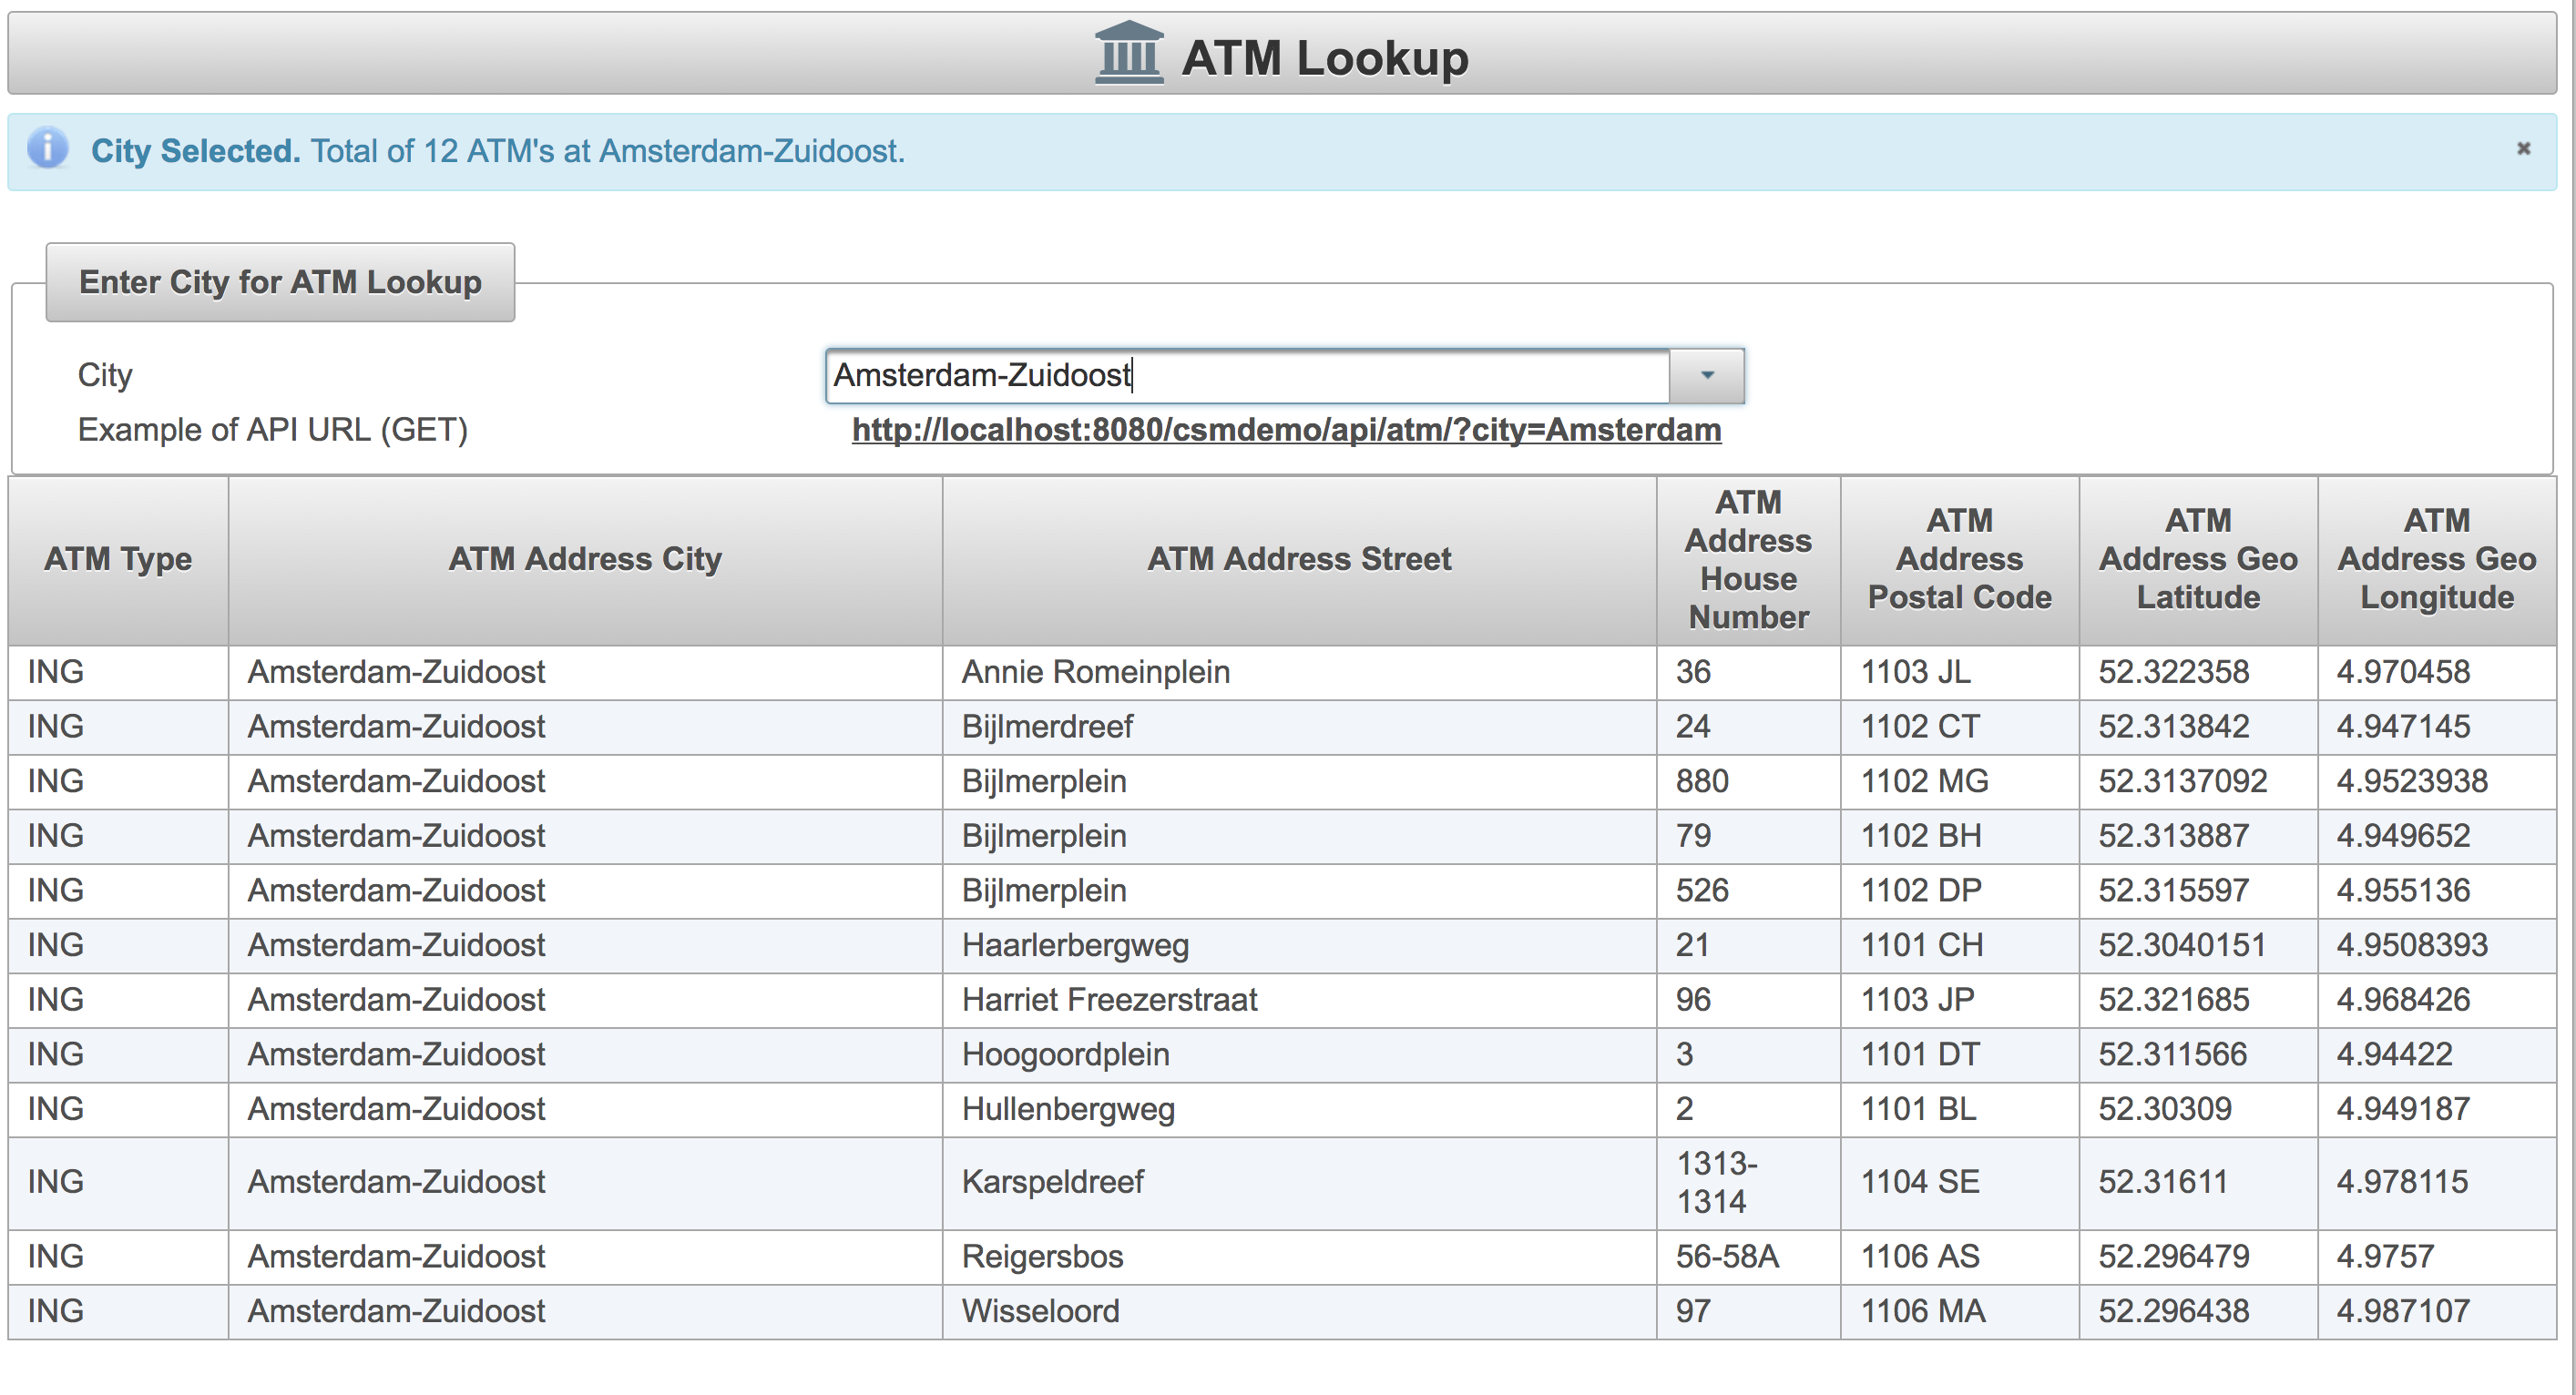 ATM Lookup
City Selected. Total of 12 ATM's at Amsterdam-Zuidoost.
Enter City for ATM Lookup
City Amsterdam-Zuidoost
Example of API URL (GET) http://localhost:8080/csmdemo/api/atm/?city=Amsterdam
ATM Type ATM Address City ATM Address Street ATM Address House Number ATM Address Postal Code ATM Address Geo Latitude ATM Address Geo Longitude
ING Amsterdam-Zuidoost Annie Romeinplein 36 1103 JL 52.322358 4.970458
ING Amsterdam-Zuidoost Bijlmerdreef 24 1102 CT 52.313842 4.947145
ING Amsterdam-Zuidoost Bijlmerplein 880 1102 MG 52.3137092 4.9523938
ING Amsterdam-Zuidoost Bijlmerplein 79 1102 BH 52.313887 4.949652
ING Amsterdam-Zuidoost Bijlmerplein 526 1102 DP 52.315597 4.955136
ING Amsterdam-Zuidoost Haarlerbergweg 21 1101 CH 52.3040151 4.9508393
ING Amsterdam-Zuidoost Harriet Freezerstraat 96 1103 JP 52.321685 4.968426
ING Amsterdam-Zuidoost Hoogoordplein 3 1101 DT 52.311566 4.94422
ING Amsterdam-Zuidoost Hullenbergweg 2 1101 BL 52.30309 4.949187
ING Amsterdam-Zuidoost Karspeldreef 1313-1314 1104 SE 52.31611 4.978115
ING Amsterdam-Zuidoost Reigersbos 56-58A 1106 AS 52.296479 4.9757
ING Amsterdam-Zuidoost Wisseloord 97 1106 MA 52.296438 4.987107